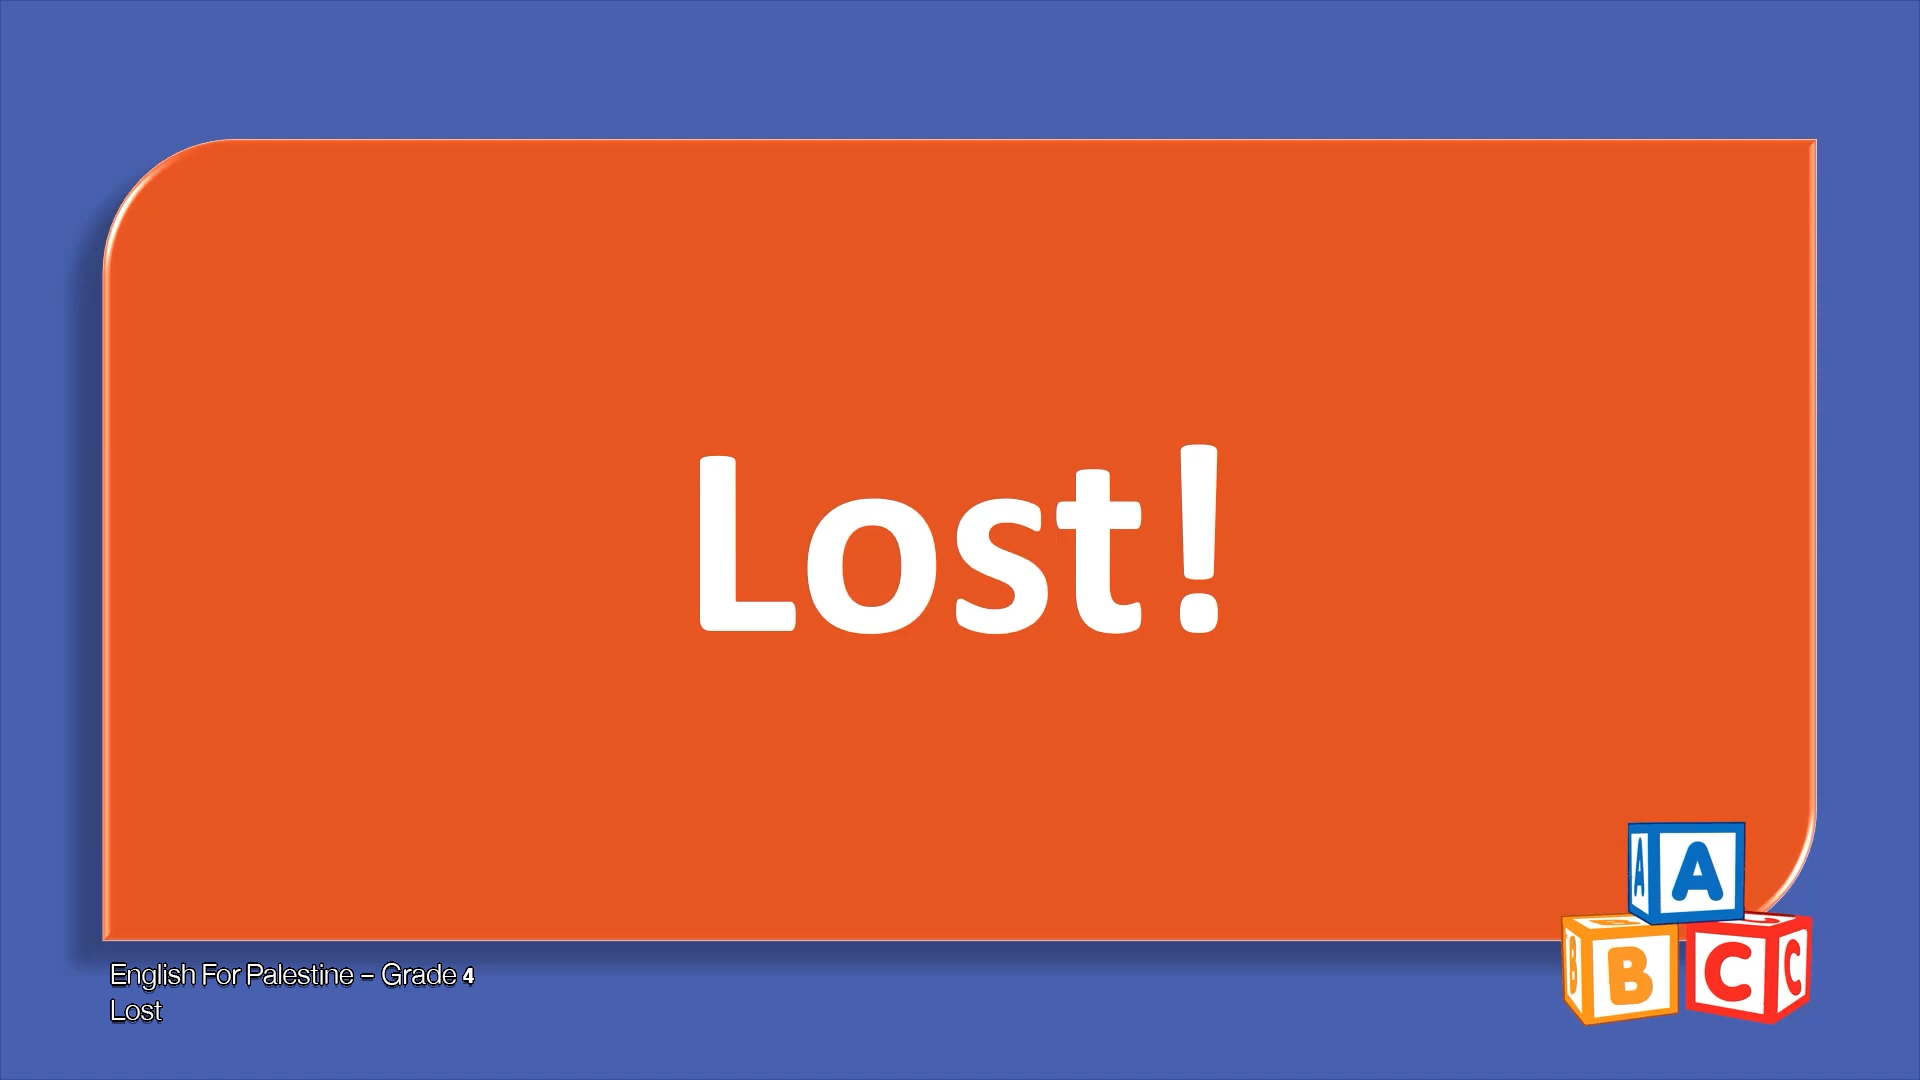 Lost!
A A
B B C C
English For Palestine – Grade 4
Lost